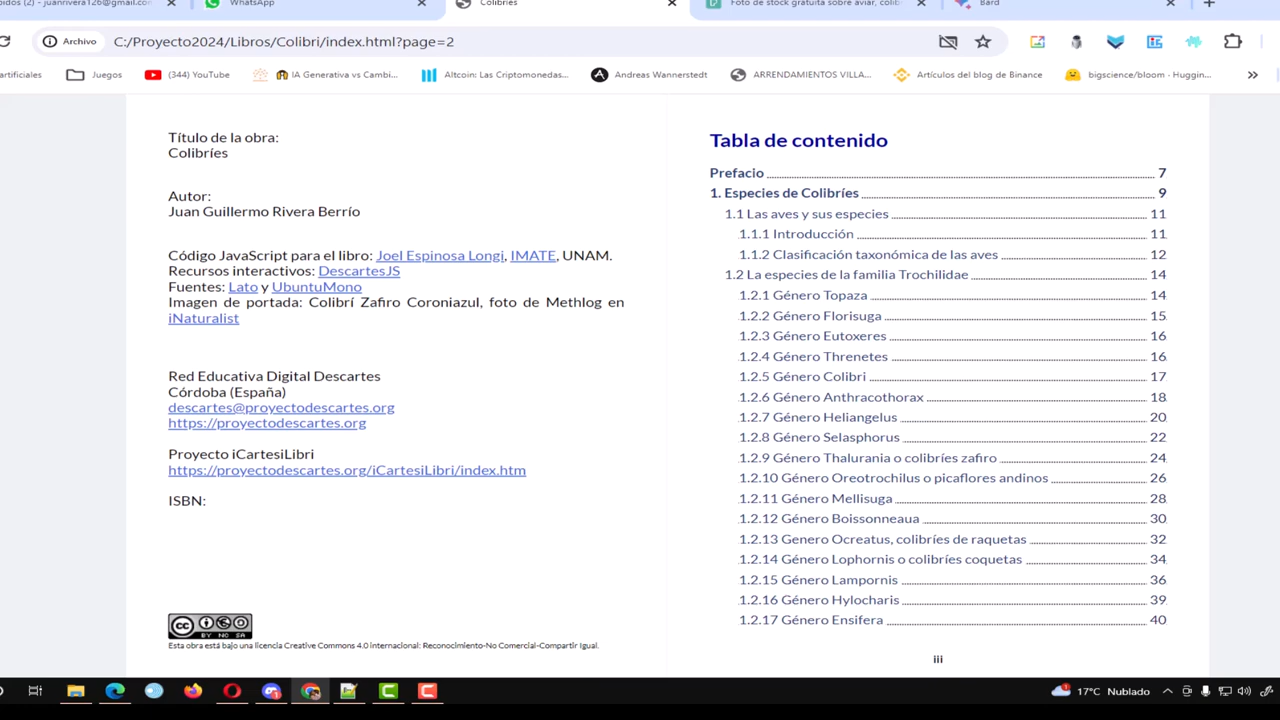 bidos (2) - juanrivera126@gmail.com
WhatsApp
Colibríes
Foto de stock gratuita sobre aviar, colibrí
Bard
Archivo
C:/Proyecto2024/Libros/Colibri/index.html?page=2
artificiales
Juegos
(344) YouTube
IA Generativa vs Cambi...
Altcoin: Las Criptomonedas...
Andreas Wannerstedt
ARRENDAMIENTOS VILLA...
Artículos del blog de Binance
bigscience/bloom · Huggin...
Título de la obra:
Colibríes
Autor:
Juan Guillermo Rivera Berrío
Código JavaScript para el libro: Joel Espinosa Longi, IMATE, UNAM.
Recursos interactivos: DescartesJS
Fuentes: Lato y UbuntuMono
Imagen de portada: Colibrí Zafiro Coroniazul, foto de Methlog en
iNaturalist
Red Educativa Digital Descartes
Córdoba (España)
descartes@proyectodescartes.org
https://proyectodescartes.org
Proyecto iCartesiLibri
https://proyectodescartes.org/iCartesiLibri/index.htm
ISBN:
cc BY NC SA
Esta obra está bajo una licencia Creative Commons 4.0 internacional: Reconocimiento-No Comercial-Compartir Igual.
Tabla de contenido
Prefacio 7
1. Especies de Colibríes 9
1.1 Las aves y sus especies 11
1.1.1 Introducción 11
1.1.2 Clasificación taxonómica de las aves 12
1.2 La especies de la familia Trochilidae 14
1.2.1 Género Topaza 14
1.2.2 Género Florisuga 15
1.2.3 Género Eutoxeres 16
1.2.4 Género Threnetes 16
1.2.5 Género Colibri 17
1.2.6 Género Anthracothorax 18
1.2.7 Género Heliangelus 20
1.2.8 Género Selasphorus 22
1.2.9 Género Thalurania o colibríes zafiro 24
1.2.10 Género Oreotrochilus o picaflores andinos 26
1.2.11 Género Mellisuga 28
1.2.12 Género Boissonneaua 30
1.2.13 Genero Ocreatus, colibríes de raquetas 32
1.2.14 Género Lophornis o colibríes coquetas 34
1.2.15 Género Lampornis 36
1.2.16 Género Hylocharis 39
1.2.17 Género Ensifera 40
iii
17°C Nublado